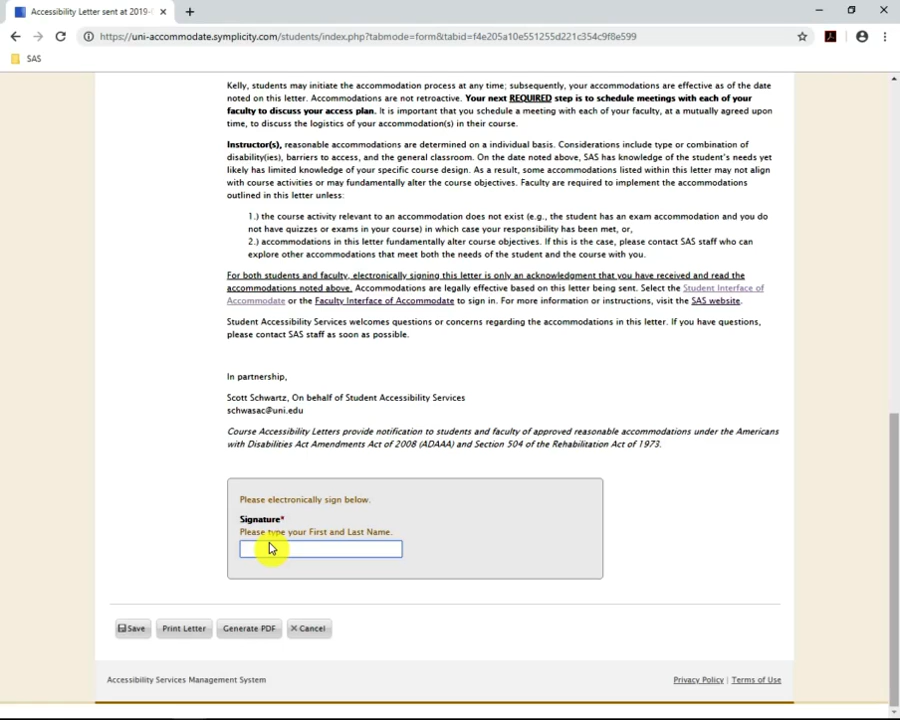 Accessibility Letter sent at 2019-
https://uni-accommodate.symplicity.com/students/index.php?tabmode=form&tabid=f4e205a10e551255d221c354c9f8e599
SAS
Kelly, students may initiate the accommodation process at any time; subsequently, your accommodations are effective as of the date
noted on this letter. Accommodations are not retroactive. Your next REQUIRED step is to schedule meetings with each of your
faculty to discuss your access plan. It is important that you schedule a meeting with each of your faculty, at a mutually agreed upon
time, to discuss the logistics of your accommodation(s) in their course.
Instructor(s), reasonable accommodations are determined on a individual basis. Considerations include type or combination of
disability(ies), barriers to access, and the general classroom. On the date noted above, SAS has knowledge of the student's needs yet
likely has limited knowledge of your specific course design. As a result, some accommodations listed within this letter may not align
with course activities or may fundamentally alter the course objectives. Faculty are required to implement the accommodations
outlined in this letter unless:
1.) the course activity relevant to an accommodation does not exist (e.g., the student has an exam accommodation and you do
not have quizzes or exams in your course) in which case your responsibility has been met, or,
2.) accommodations in this letter fundamentally alter course objectives. If this is the case, please contact SAS staff who can
explore other accommodations that meet both the needs of the student and the course with you.
For both students and faculty, electronically signing this letter is only an acknowledgment that you have received and read the
accommodations noted above. Accommodations are legally effective based on this letter being sent. Select the Student Interface of
Accommodate or the Faculty Interface of Accommodate to sign in. For more information or instructions, visit the SAS website.
Student Accessibility Services welcomes questions or concerns regarding the accommodations in this letter. If you have questions,
please contact SAS staff as soon as possible.
In partnership,
Scott Schwartz, On behalf of Student Accessibility Services
schwasac@uni.edu
Course Accessibility Letters provide notification to students and faculty of approved reasonable accommodations under the Americans
with Disabilities Act Amendments Act of 2008 (ADAAA) and Section 504 of the Rehabilitation Act of 1973.
Please electronically sign below.
Signature*
Please type your First and Last Name.
Save Print Letter Generate PDF Cancel
Accessibility Services Management System Privacy Policy | Terms of Use